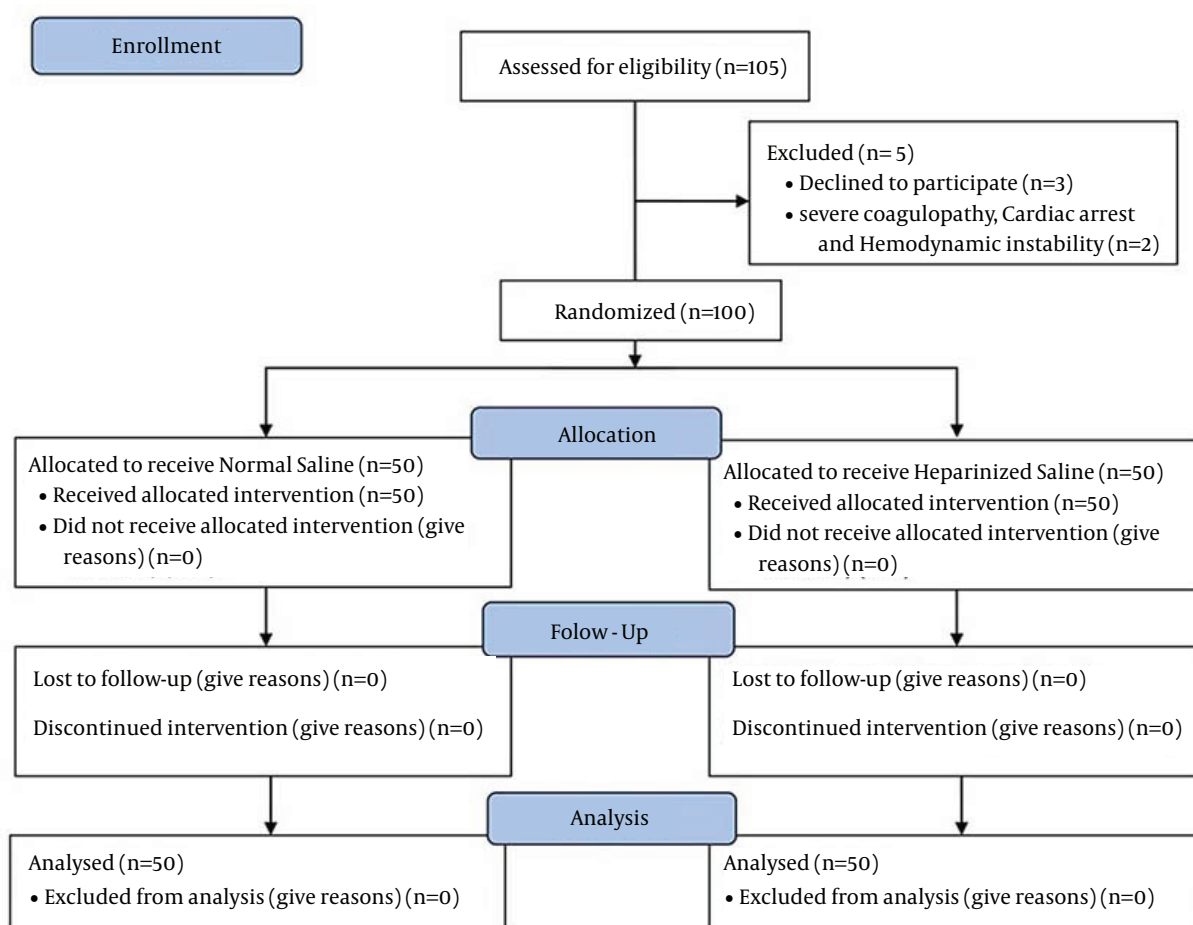 Enrollment
Assessed for eligibility (n=105)
Excluded (n= 5)
• Declined to participate (n=3)
• severe coagulopathy, Cardiac arrest
and Hemodynamic instability (n=2)
Randomized (n=100)
Allocation
Allocated to receive Normal Saline (n=50)
• Received allocated intervention (n=50)
• Did not receive allocated intervention (give
reasons) (n=0)
Allocated to receive Heparinized Saline (n=50)
• Received allocated intervention (n=50)
• Did not receive allocated intervention (give
reasons) (n=0)
Folow - Up
Lost to follow-up (give reasons) (n=0)
Discontinued intervention (give reasons) (n=0)
Lost to follow-up (give reasons) (n=0)
Discontinued intervention (give reasons) (n=0)
Analysis
Analysed (n=50)
• Excluded from analysis (give reasons) (n=0)
Analysed (n=50)
• Excluded from analysis (give reasons) (n=0)